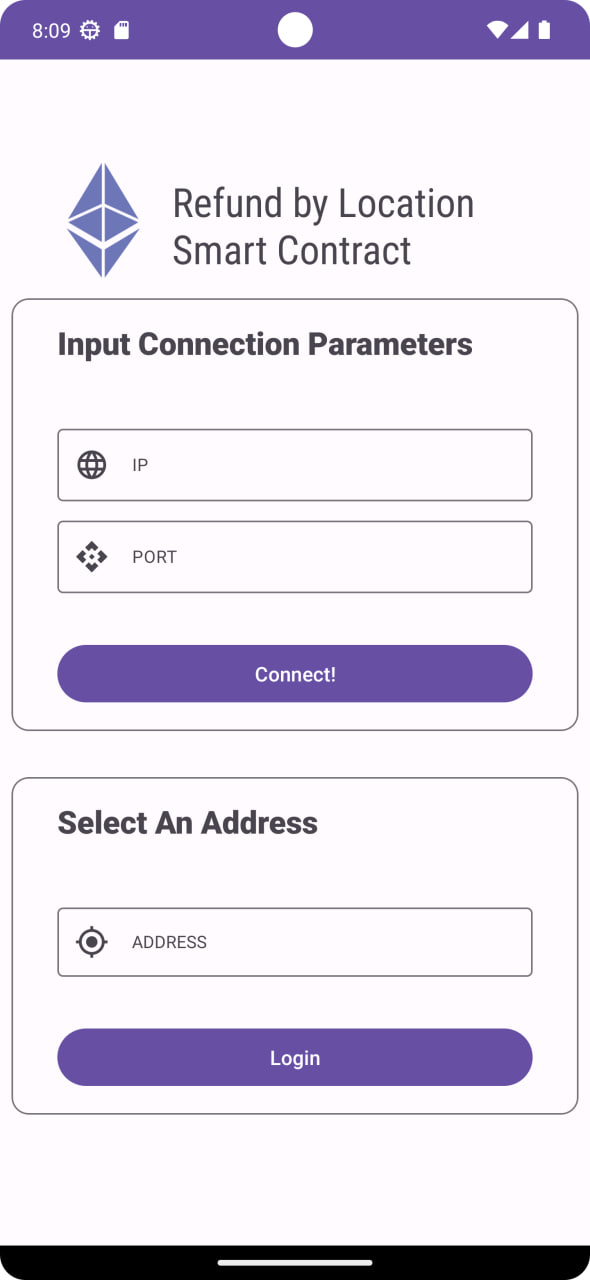 8:09
Refund by Location
Smart Contract
Input Connection Parameters
IP
PORT
Connect!
Select An Address
ADDRESS
Login